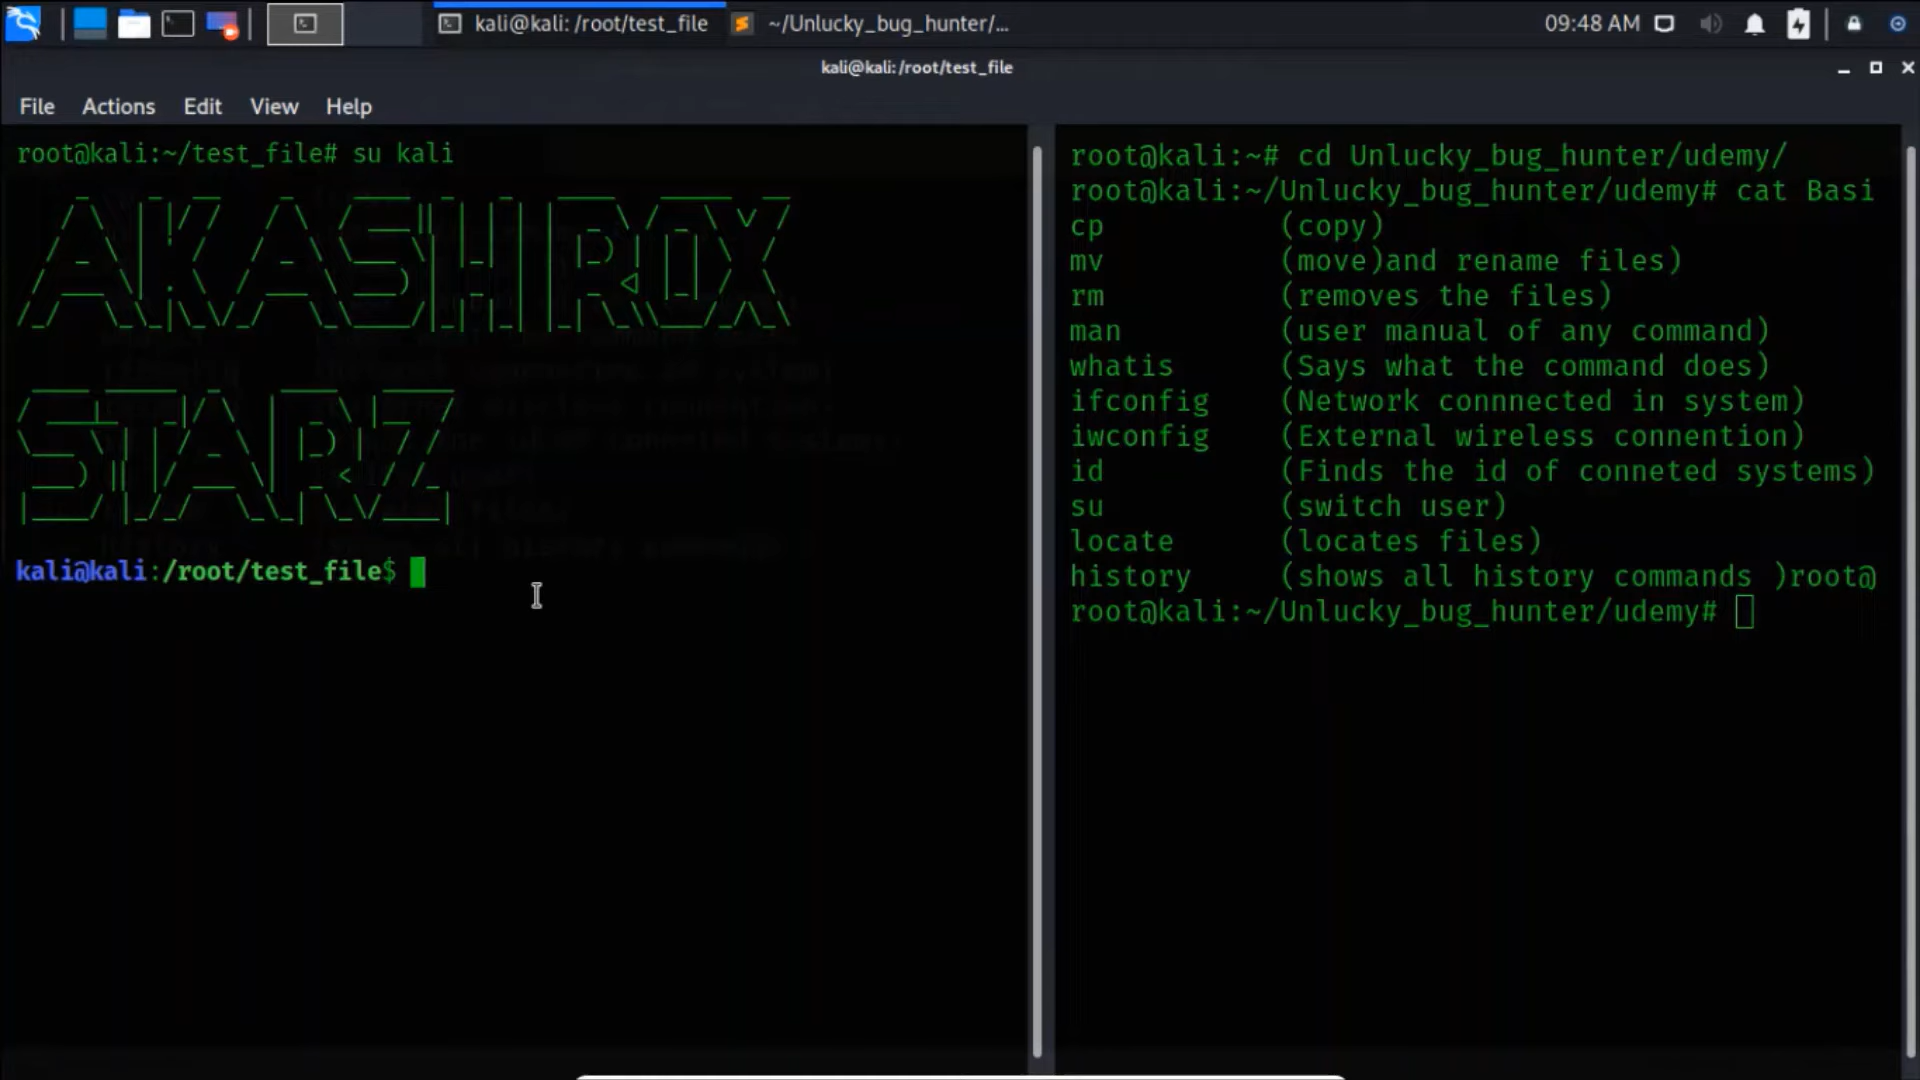 kali@kali: /root/test_file
~/Unlucky_bug_hunter/...
09:48 AM
kali@kali:/root/test_file
File Actions Edit View Help
root@kali:~/test_file# su kali
AKASH ROX
STARZ
kali@kali:/root/test_file$
root@kali:~# cd Unlucky_bug_hunter/udemy/
root@kali:~/Unlucky_bug_hunter/udemy# cat Basi
cp (copy)
mv (move)and rename files)
rm (removes the files)
man (user manual of any command)
whatis (Says what the command does)
ifconfig (Network connnected in system)
iwconfig (External wireless connention)
id (Finds the id of conneted systems)
su (switch user)
locate (locates files)
history (shows all history commands )root@
root@kali:~/Unlucky_bug_hunter/udemy#